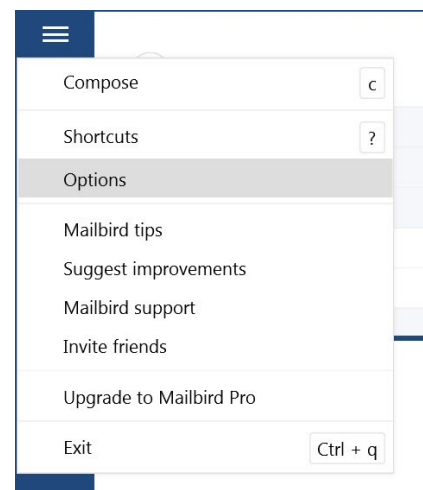 Compose c
Shortcuts ?
Options
Mailbird tips
Suggest improvements
Mailbird support
Invite friends
Upgrade to Mailbird Pro
Exit Ctrl + q